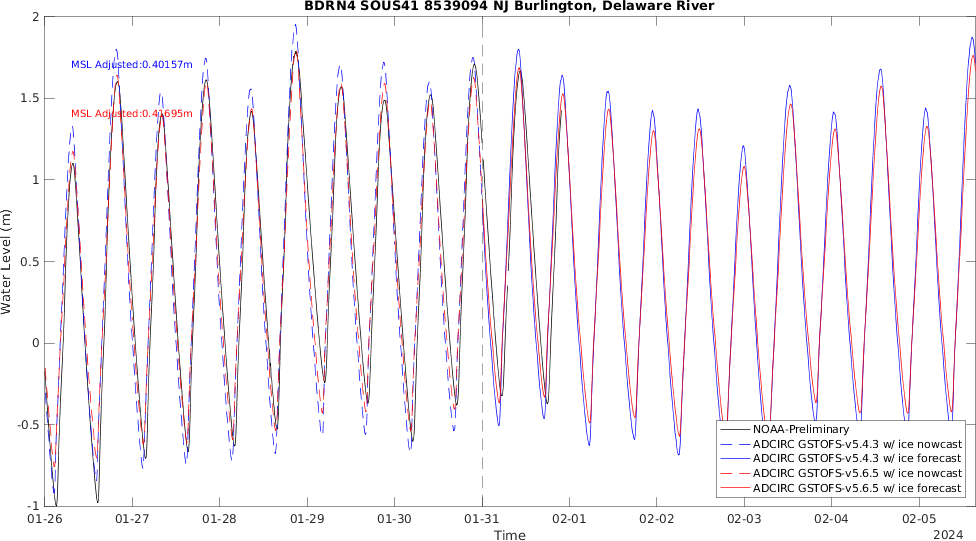 BDRN4 SOUS41 8539094 NJ Burlington, Delaware River
2
1.5
1
0.5
0
-0.5
-1
Water Level (m)
MSL Adjusted:0.40157m
MSL Adjusted:0.41695m
NOAA-Preliminary
ADCIRC GSTOFS-v5.4.3 w/ ice nowcast
ADCIRC GSTOFS-v5.4.3 w/ ice forecast
ADCIRC GSTOFS-v5.6.5 w/ ice nowcast
ADCIRC GSTOFS-v5.6.5 w/ ice forecast
01-26 01-27 01-28 01-29 01-30 01-31 02-01 02-02 02-03 02-04 02-05
Time
2024